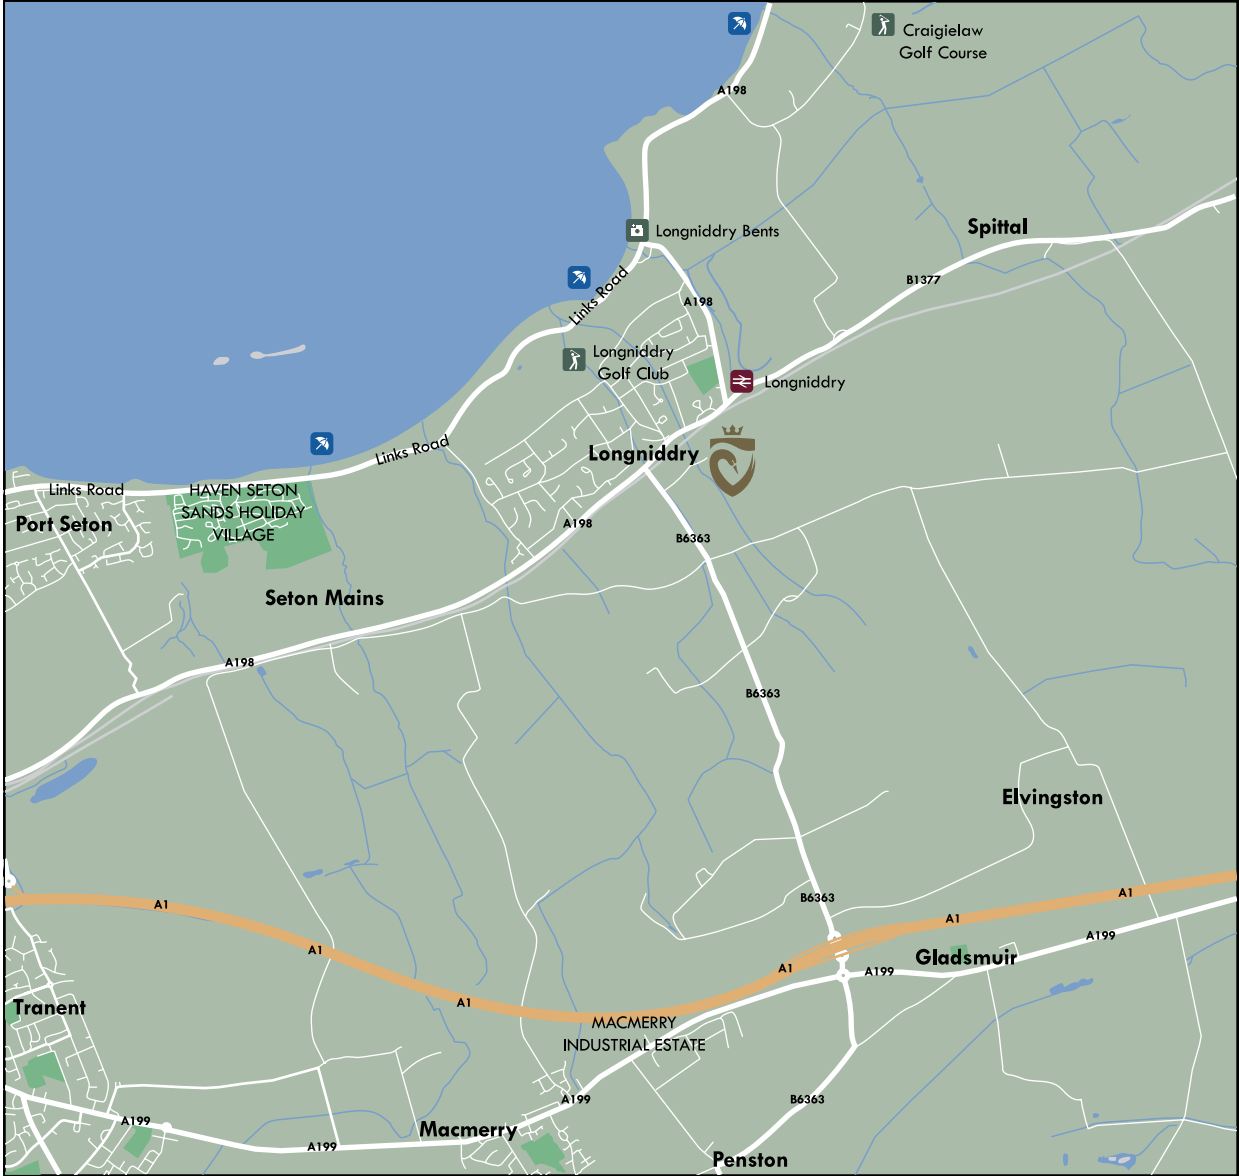 Craigielaw
Golf Course
A198
Spittal
Longniddry Bents
B1377
Links Road
A198
Longniddry
Golf Club
Longniddry
Links Road
Longniddry
Links Road
HAVEN SETON
SANDS HOLIDAY
VILLAGE
Port Seton
A198
B6363
Seton Mains
A198
B6363
Elvingston
A1
B6363
A1
A1
A1
A199
Gladsmuir
A1
A199
A1
Tranent
MACMERRY
INDUSTRIAL ESTATE
A199
B6363
A199
Macmerry
A199
Penston